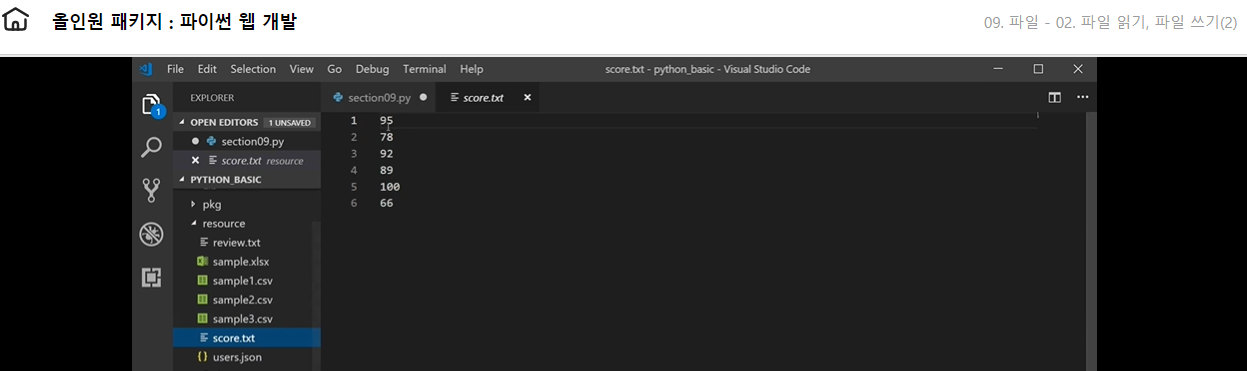 올인원 패키지 : 파이썬 웹 개발
09. 파일 - 02. 파일 읽기, 파일 쓰기(2)
File Edit Selection View Go Debug Terminal Help
score.txt - python_basic - Visual Studio Code
EXPLORER
section09.py
score.txt
1
OPEN EDITORS 1 UNSAVED
section09.py
score.txt resource
PYTHON_BASIC
pkg
resource
review.txt
sample.xlsx
sample1.csv
sample2.csv
sample3.csv
score.txt
users.json
1 95
2 78
3 92
4 89
5 100
6 66